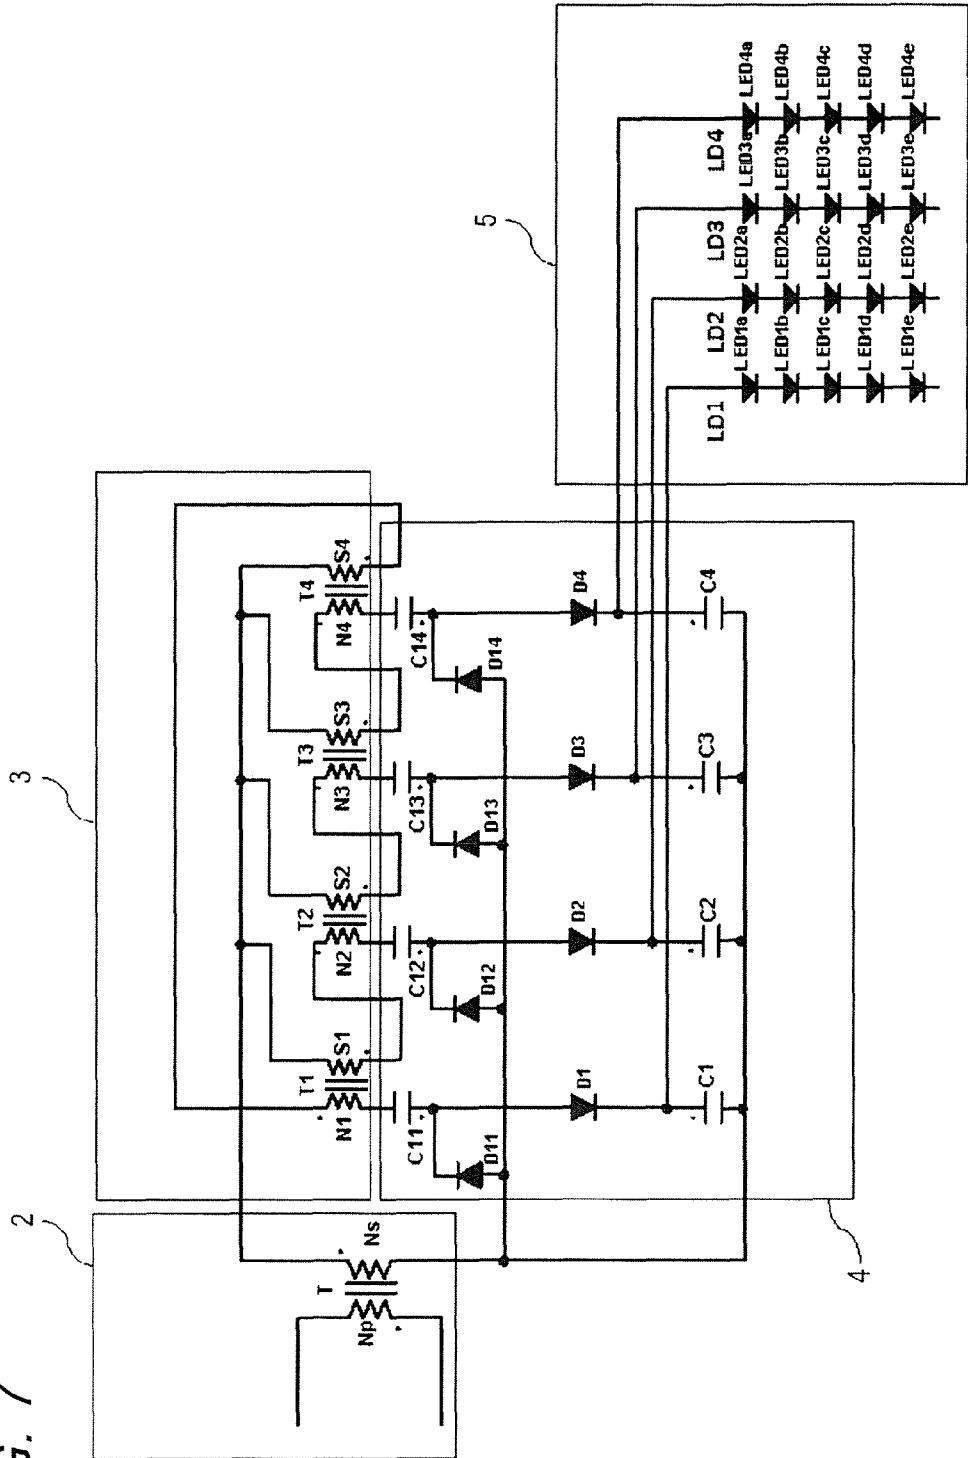 G. 7
2
3
4
5
T
Np
Ns
T1
N1
S1
T2
N2
S2
T3
N3
S3
T4
N4
S4
C11
C12
C13
C14
D11
D12
D13
D14
D1
D2
D3
D4
C1
C2
C3
C4
LD1
LED1a
LED1b
LED1c
LED1d
LED1e
LD2
LED2a
LED2b
LED2c
LED2d
LED2e
LD3
LED3a
LED3b
LED3c
LED3d
LED3e
LD4
LED4a
LED4b
LED4c
LED4d
LED4e